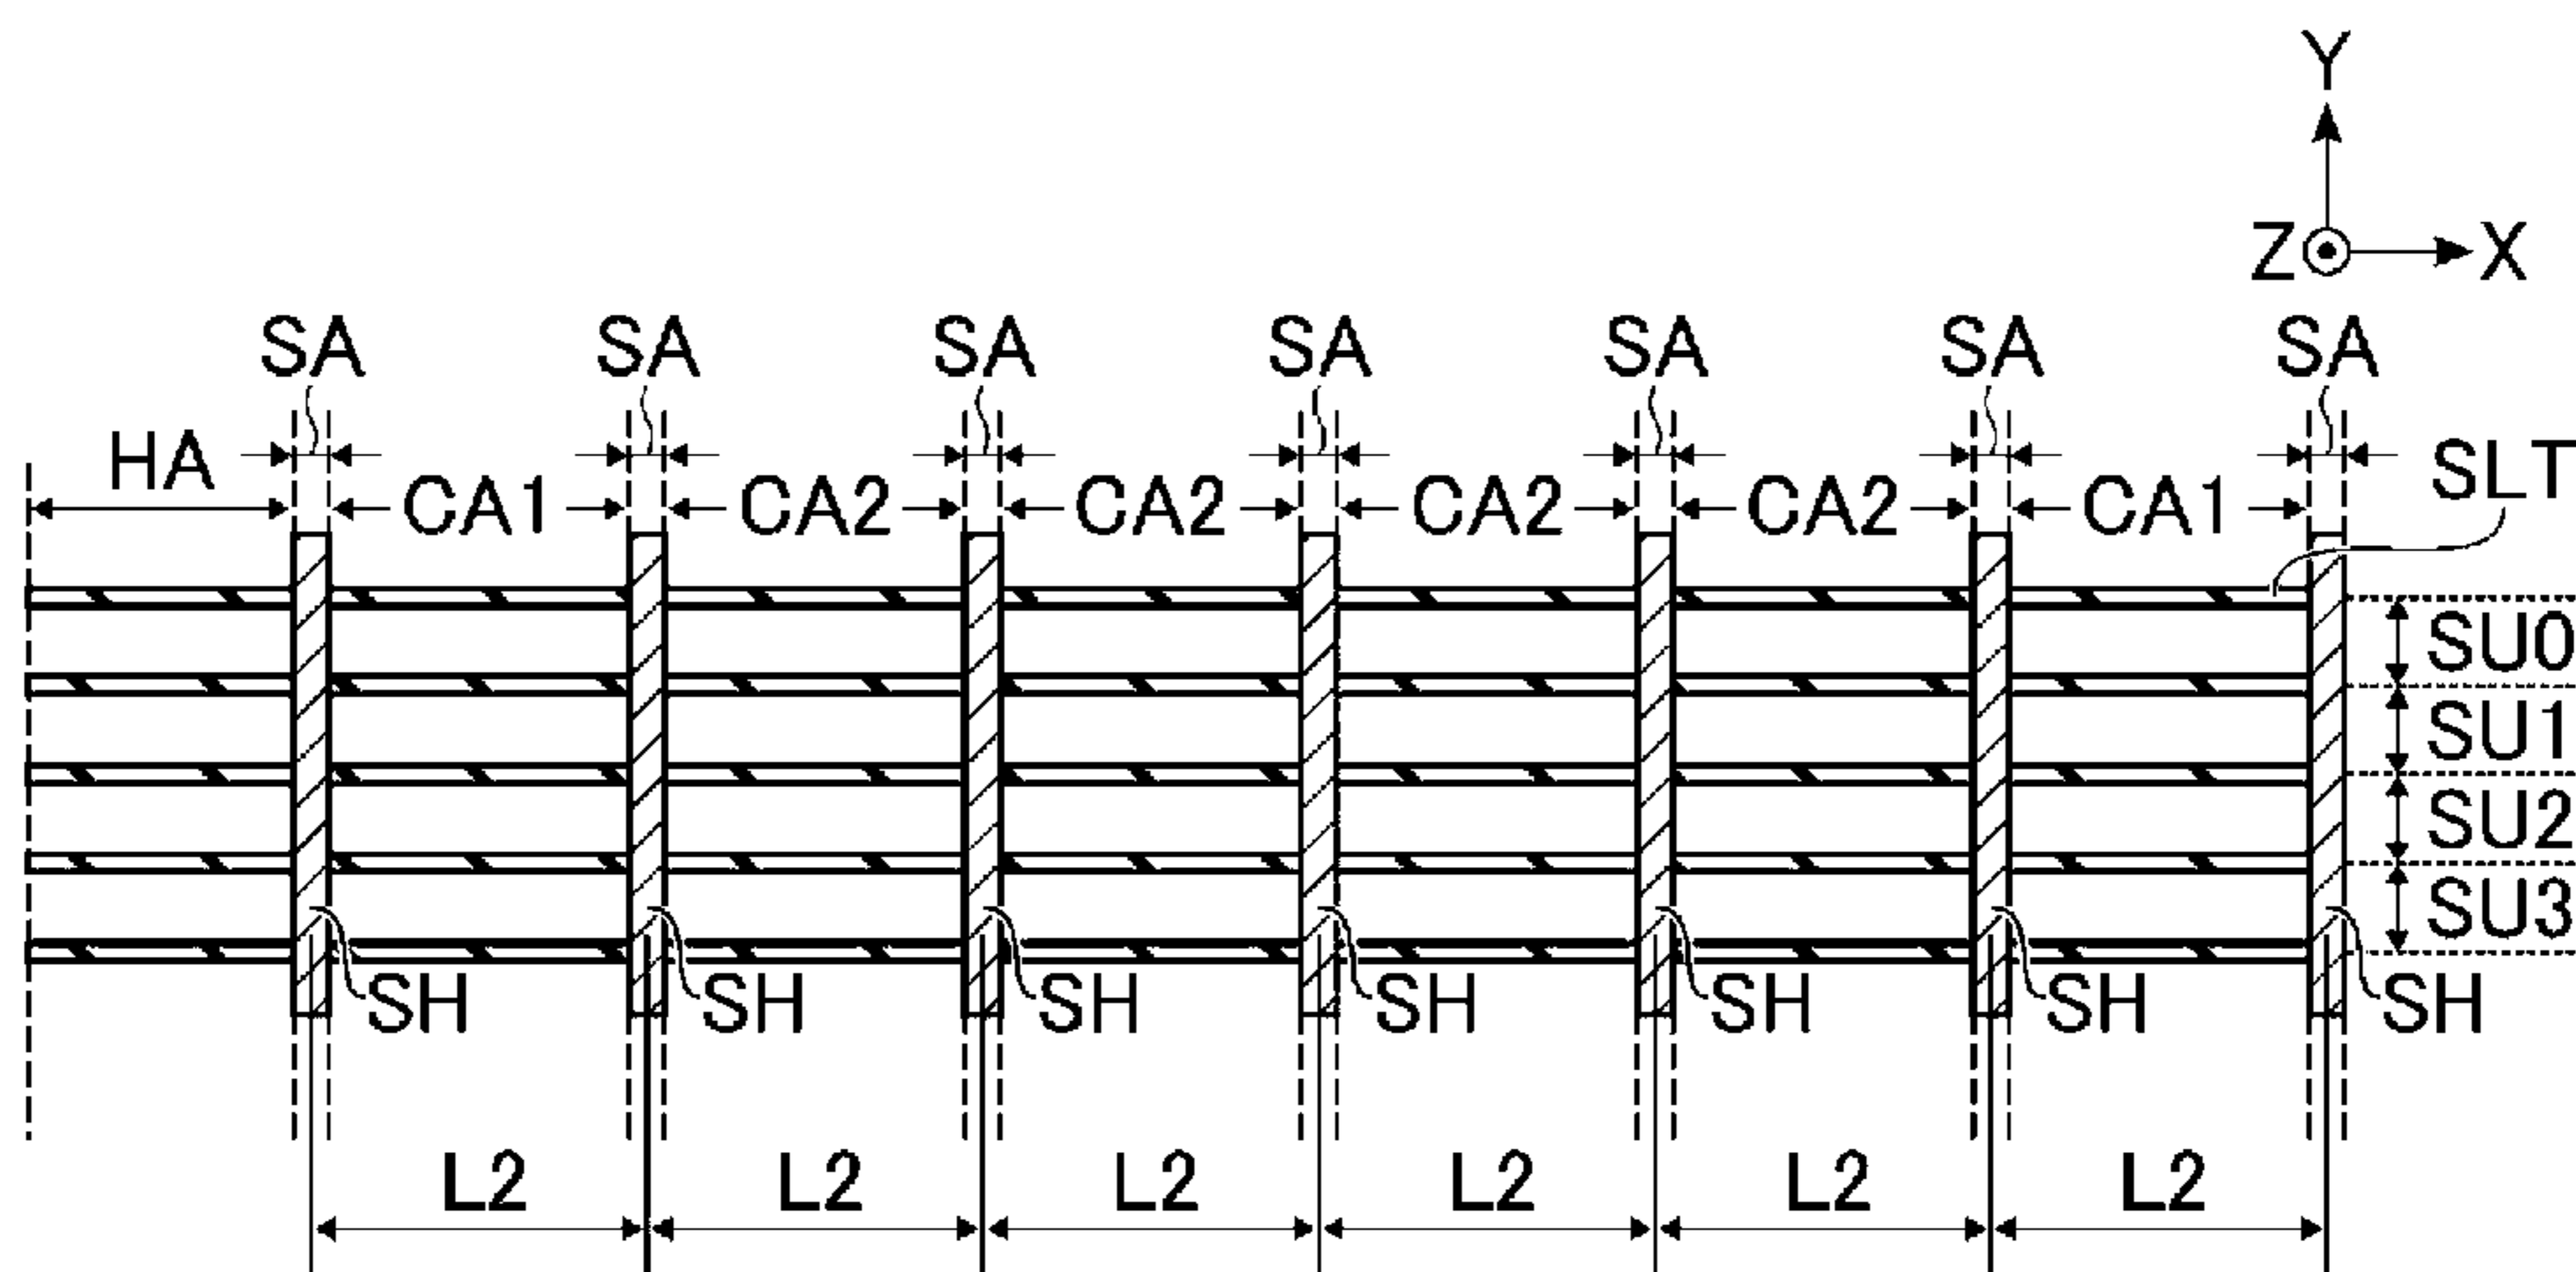 Y
Z X
SA SA SA SA SA SA SA
HA CA1 CA2 CA2 CA2 CA2 CA1 SLT
SU0
SU1
SU2
SU3
SH SH SH SH SH SH SH
L2 L2 L2 L2 L2 L2